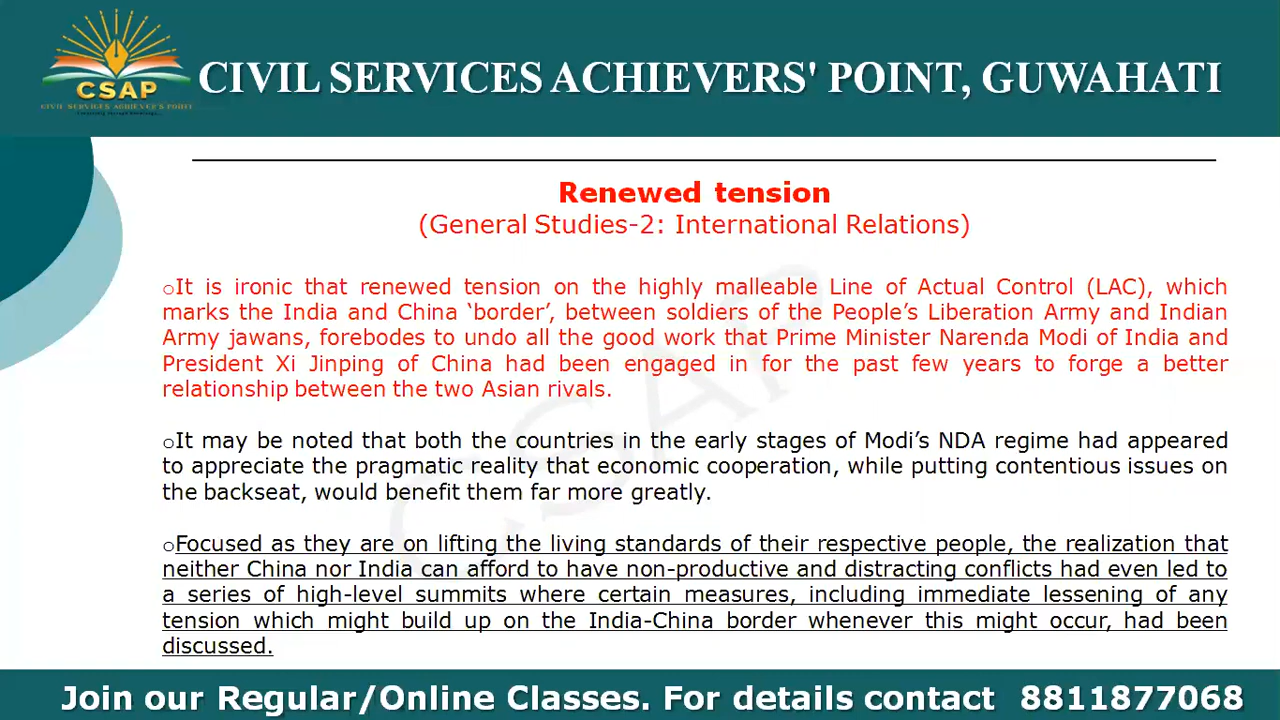 CSAP
CIVIL SERVICES ACHIEVER'S POINT
CIVIL SERVICES ACHIEVERS' POINT, GUWAHATI
Renewed tension
(General Studies-2: International Relations)
oIt is ironic that renewed tension on the highly malleable Line of Actual Control (LAC), which
marks the India and China ‘border’, between soldiers of the People’s Liberation Army and Indian
Army jawans, forebodes to undo all the good work that Prime Minister Narenda Modi of India and
President Xi Jinping of China had been engaged in for the past few years to forge a better
relationship between the two Asian rivals.
oIt may be noted that both the countries in the early stages of Modi’s NDA regime had appeared
to appreciate the pragmatic reality that economic cooperation, while putting contentious issues on
the backseat, would benefit them far more greatly.
oFocused as they are on lifting the living standards of their respective people, the realization that
neither China nor India can afford to have non-productive and distracting conflicts had even led to
a series of high-level summits where certain measures, including immediate lessening of any
tension which might build up on the India-China border whenever this might occur, had been
discussed.
CSAP
Join our Regular/Online Classes. For details contact 8811877068